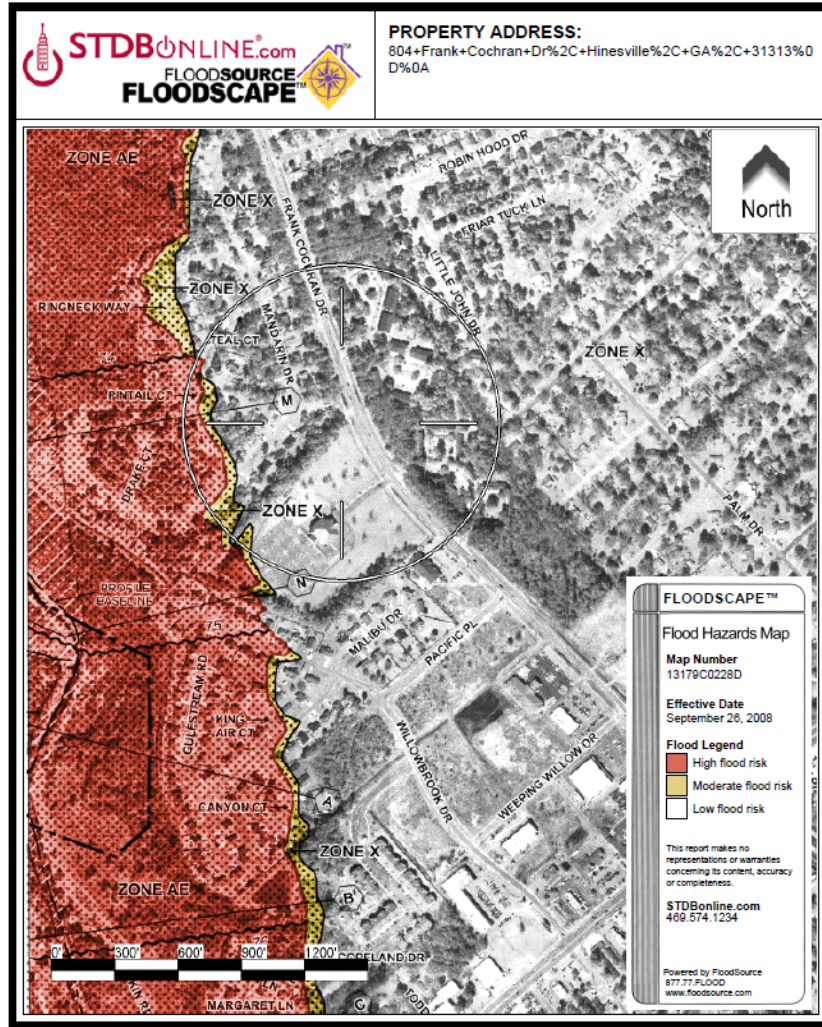 STDBONLINE®.com
FLOODSOURCE
FLOODSCAPE™
PROPERTY ADDRESS:
804+Frank+Cochran+Dr%2C+Hinesville%2C+GA%2C+31313%0
D%0A
North
ZONE AE
ZONE X
ROBIN HOOD DR
FRIAR TUCK LN
FRANK COCHRAN DR
LITTLE JOHN DR
ZONE X
RINGNECK WAY
TEAL CT
MANDARIN DR
ZONE X
74
PINTAIL CT
M
DRAKE CT
ZONE X
PALM DR
N
PROFILE
BASELINE
75
MALIBU DR
PACIFIC PL
GULFSTREAM RD
KING
AIR CT
WILLOWBROOK DR
WEEPING WILLOW DR
CANYON CT
A
ZONE X
ZONE AE
B
0' 300' 600' 900' 1200'
COPELAND DR
76
KIN RD
LN
MARGARET LN
C
TODD
FLOODSCAPE™
Flood Hazards Map
Map Number
13179C0228D
Effective Date
September 26, 2008
Flood Legend
High flood risk
Moderate flood risk
Low flood risk
This report makes no
representations or warranties
concerning its content, accuracy
or completeness.
STDBonline.com
469.574.1234
Powered by FloodSource
877.77.FLOOD
www.floodsource.com